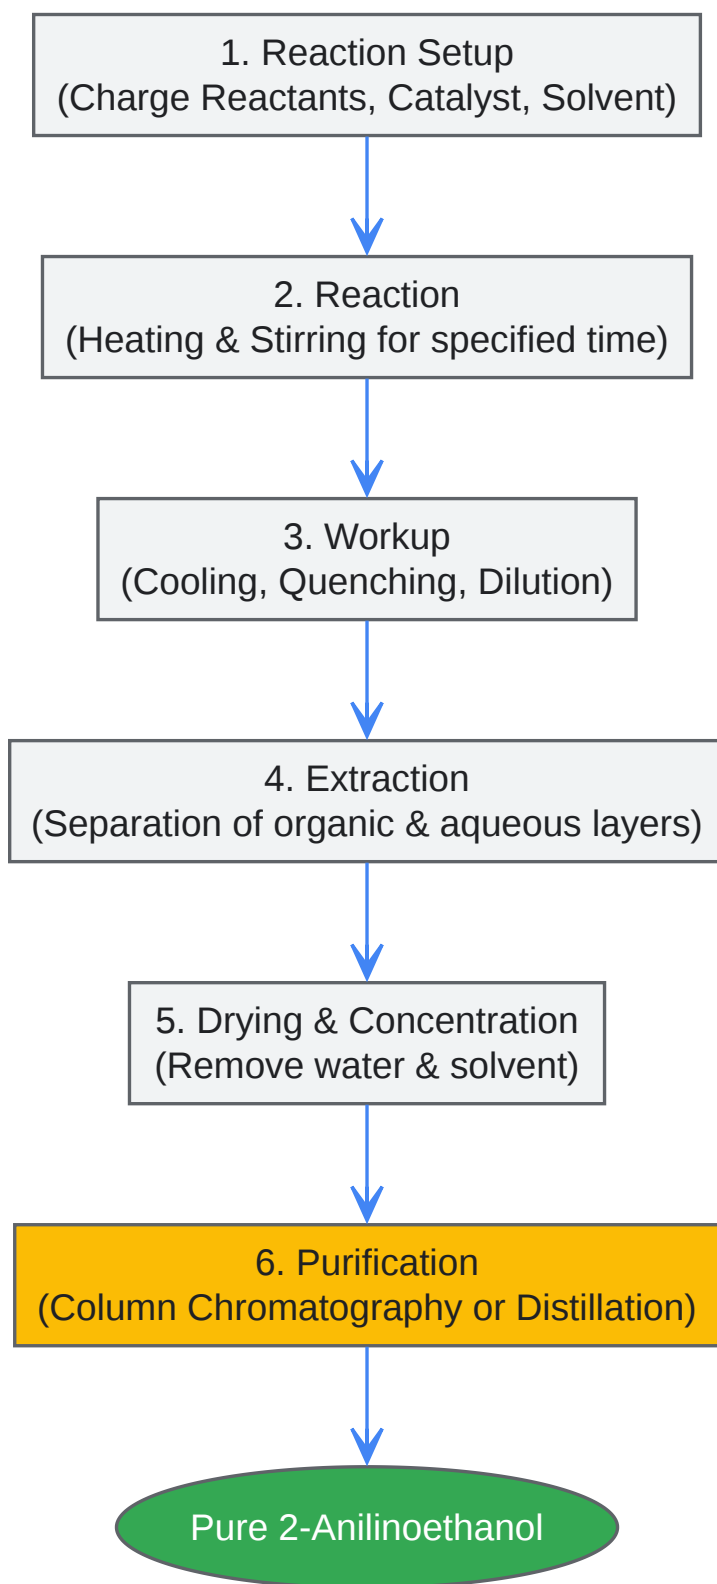 1. Reaction Setup
(Charge Reactants, Catalyst, Solvent)
2. Reaction
(Heating & Stirring for specified time)
3. Workup
(Cooling, Quenching, Dilution)
4. Extraction
(Separation of organic & aqueous layers)
5. Drying & Concentration
(Remove water & solvent)
6. Purification
(Column Chromatography or Distillation)
Pure 2-Anilinoethanol